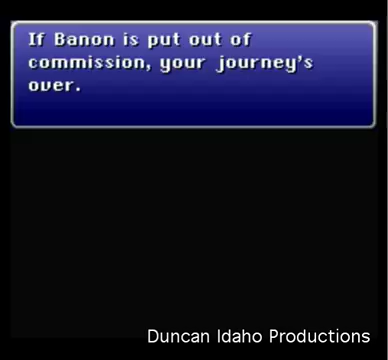 If Banon is put out of
commission, your journey's
over.
Duncan Idaho Productions